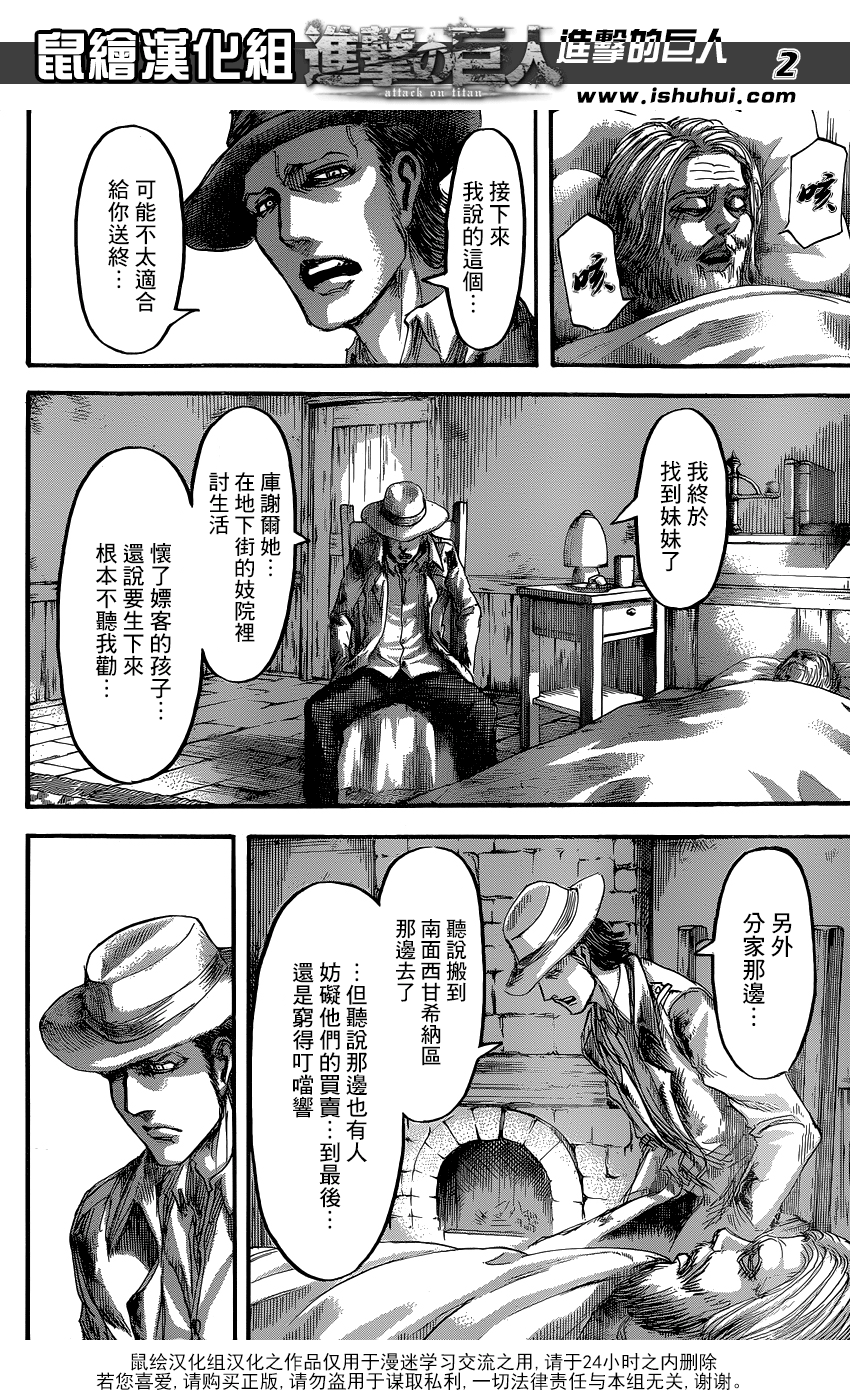 鼠繪漢化組
進撃の巨人
attack on titan
進擊的巨人
www.ishuhui.com
2
咳
咳
接下來
我說的這個…
可能不太適合
給你送終…
我終於
找到妹妹了
庫謝爾她…
在地下街的妓院裡
討生活
懷了嫖客的孩子…
還說要生下來
根本不聽我勸…
另外
分家那邊…
聽說搬到
南面西甘希納區
那邊去了
…但聽說那邊也有人
妨礙他們的買賣…到最後…
還是窮得叮噹響
鼠绘汉化组汉化之作品仅用于漫迷学习交流之用, 请于24小时之内删除
若您喜爱, 请购买正版, 请勿盗用于谋取私利, 一切法律责任与本组无关, 谢谢。